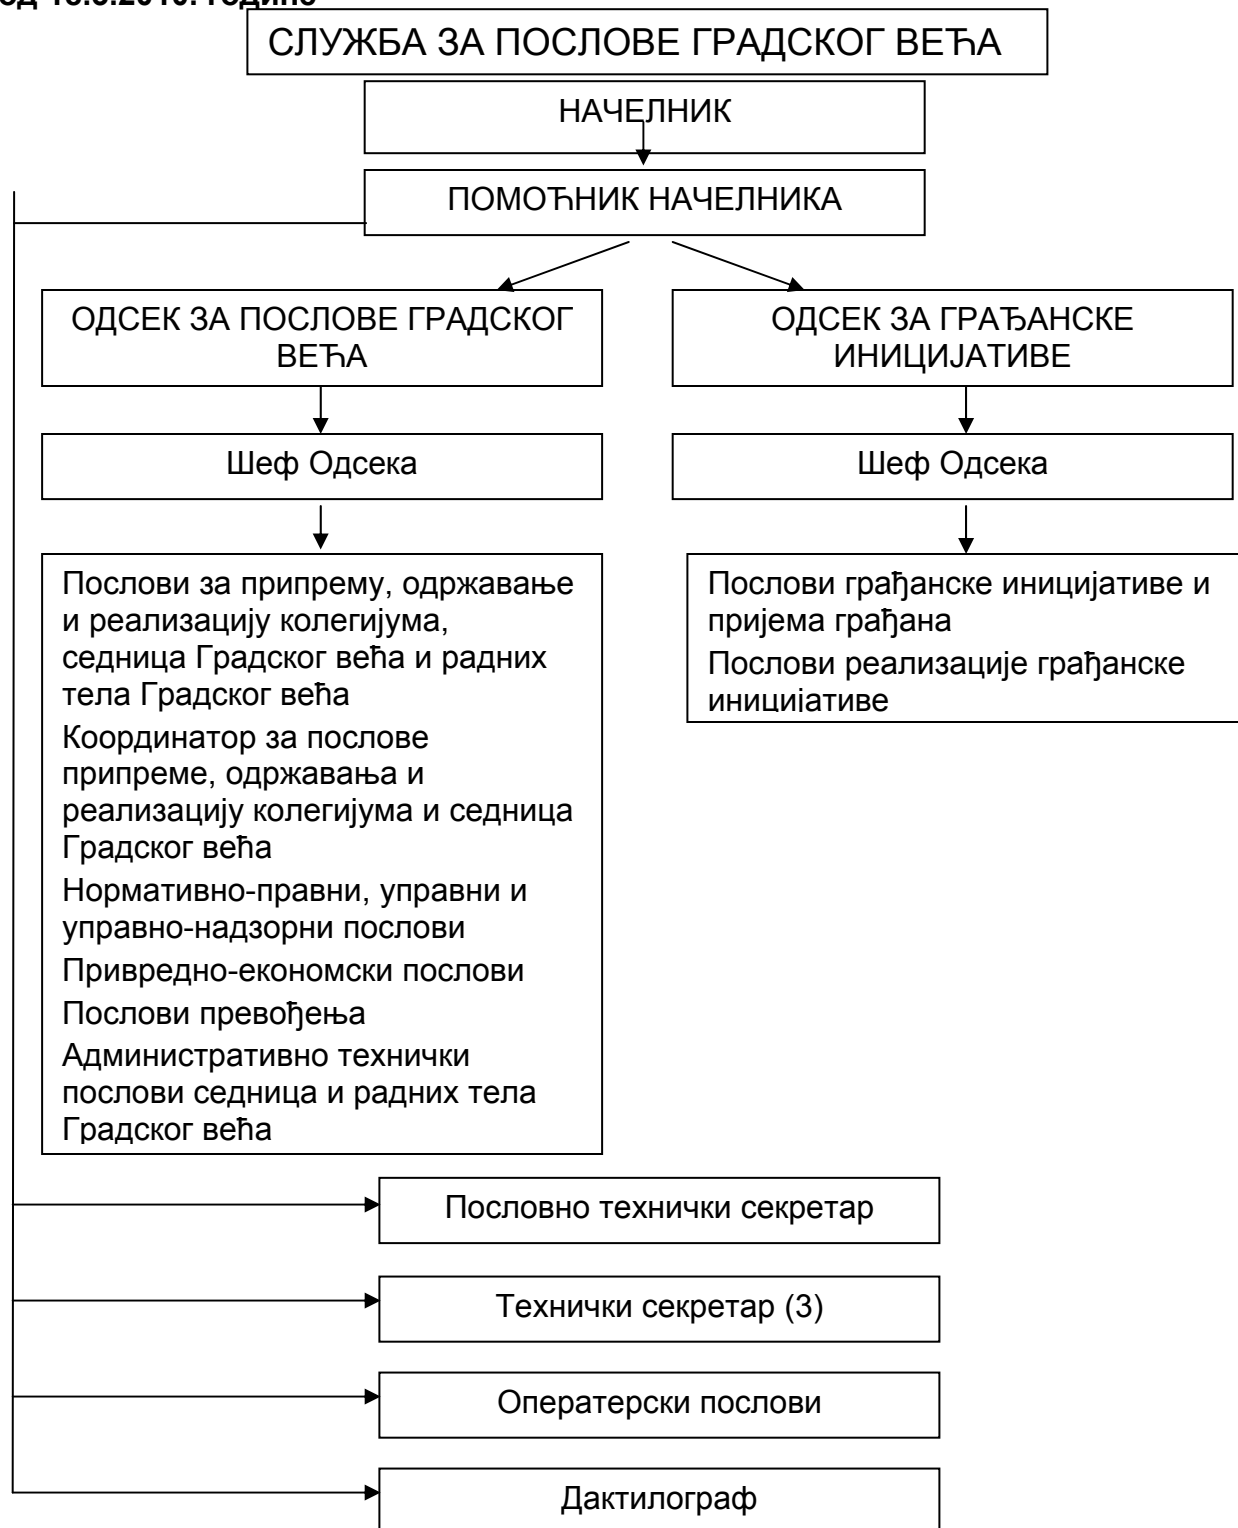 СЛУЖБА ЗА ПОСЛОВЕ ГРАДСКОГ ВЕЋА
НАЧЕЛНИК
ПОМОЋНИК НАЧЕЛНИКА
ОДСЕК ЗА ПОСЛОВЕ ГРАДСКОГ
ВЕЋА
Шеф Одсека
Послови за припрему, одржавање
и реализацију колегијума,
седница Градског већа и радних
тела Градског већа
Координатор за послове
припреме, одржавања и
реализацију колегијума и седница
Градског већа
Нормативно-правни, управни и
управно-надзорни послови
Привредно-економски послови
Послови превођења
Административно технички
послови седница и радних тела
Градског већа
ОДСЕК ЗА ГРАЂАНСКЕ
ИНИЦИЈАТИВЕ
Шеф Одсека
Послови грађанске иницијативе и
пријема грађана
Послови реализације грађанске
иницијативе
Пословно технички секретар
Технички секретар (3)
Оператерски послови
Дактилограф